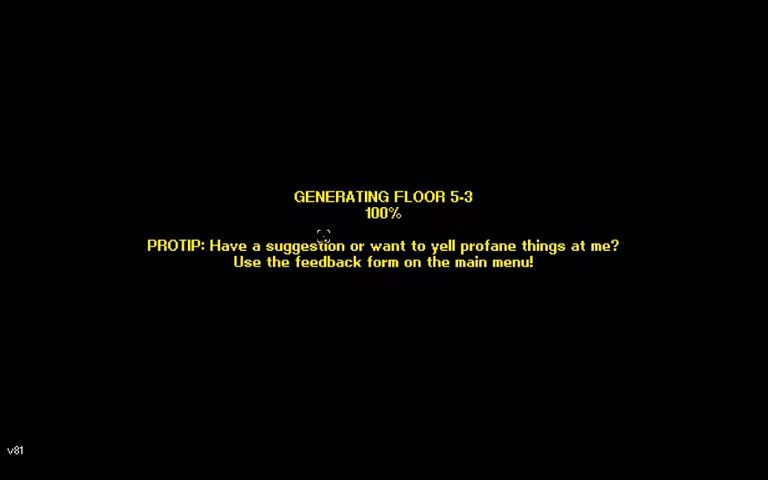 GENERATING FLOOR 5-3
100%
PROTIP: Have a suggestion or want to yell profane things at me?
Use the feedback form on the main menu!
v81